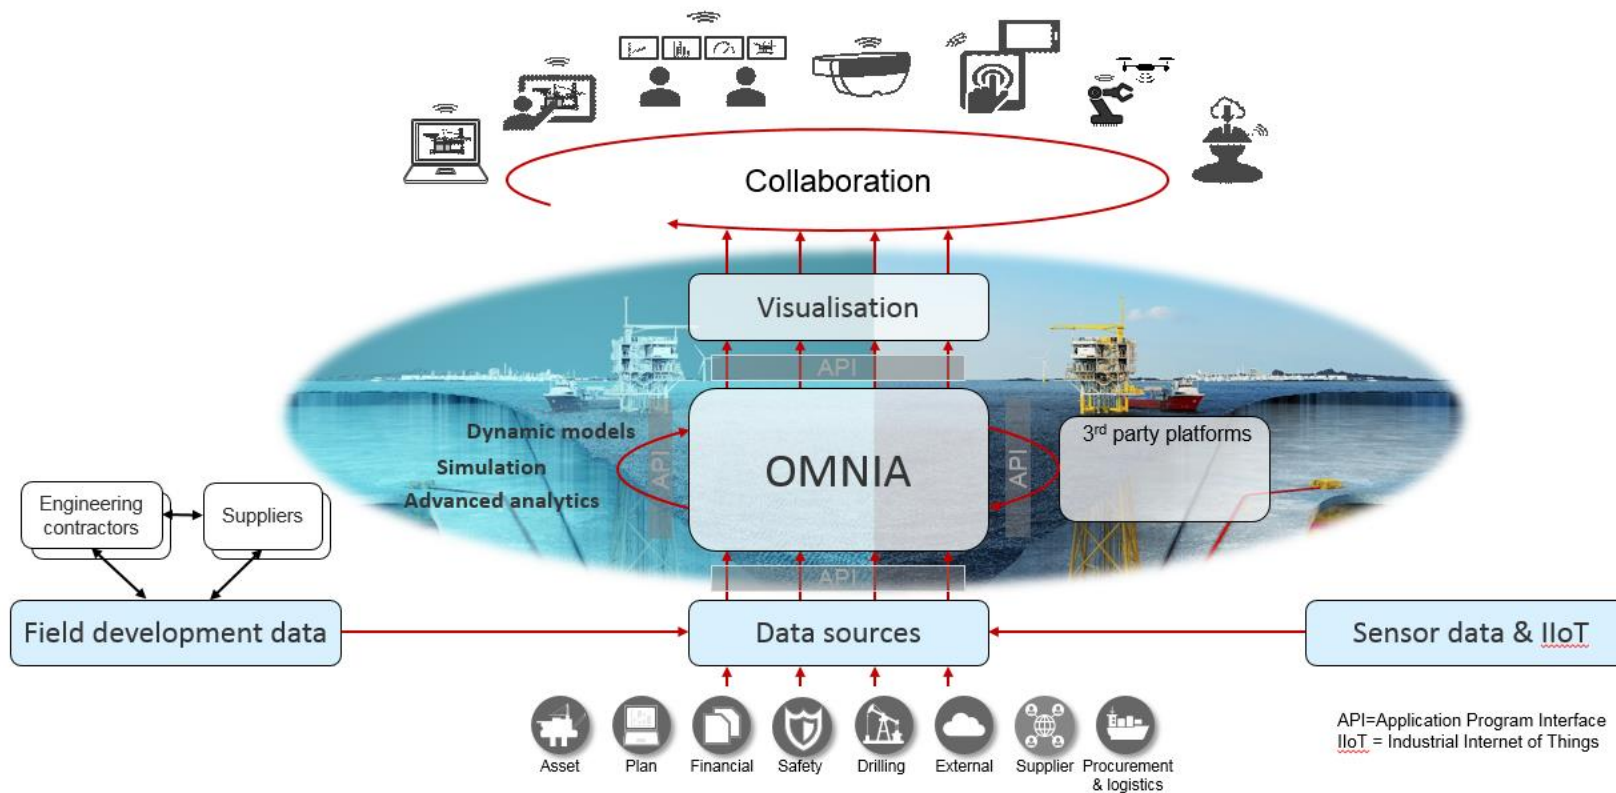 Collaboration
Visualisation
API
Dynamic models
Simulation
Advanced analytics
API
OMNIA
API
3rd party platforms
Engineering
contractors
Suppliers
API
Field development data
Data sources
Sensor data & IIoT
Asset
Plan
Financial
Safety
Drilling
External
Supplier
Procurement
& logistics
API=Application Program Interface
IIoT = Industrial Internet of Things